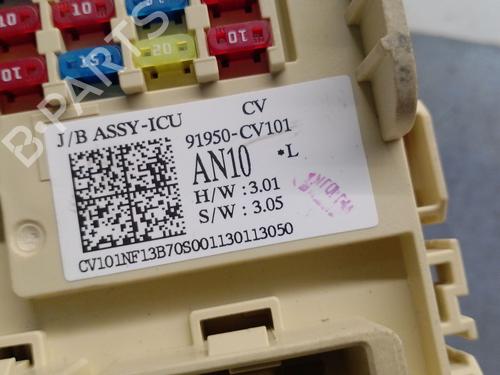 10
10
10
15
20
10
J/B ASSY-ICU
CV
91950-CV101
AN10 *L
H/W : 3.01
S/W : 3.05
CV101NF13B70S001130113050
B-PARTS